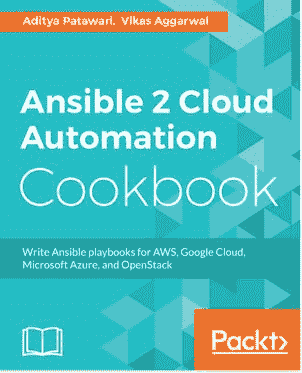 Aditya Patawari, Vikas Aggarwal
Ansible 2 Cloud
Automation
Cookbook
Write Ansible playbooks for AWS, Google Cloud,
Microsoft Azure, and OpenStack
Packt>